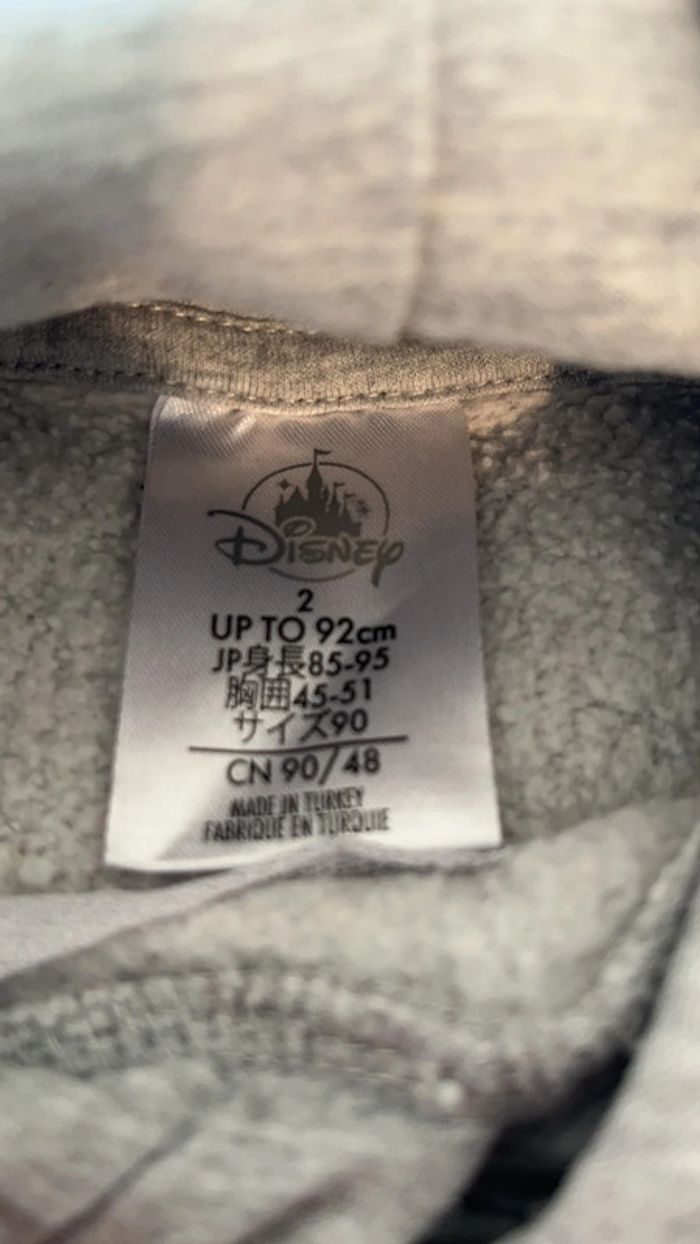 Disney
2
UP TO 92cm
JP身長85-95
胸囲45-51
サイズ90
CN 90/48
MADE IN TURKEY
FABRIQUE EN TURQUIE